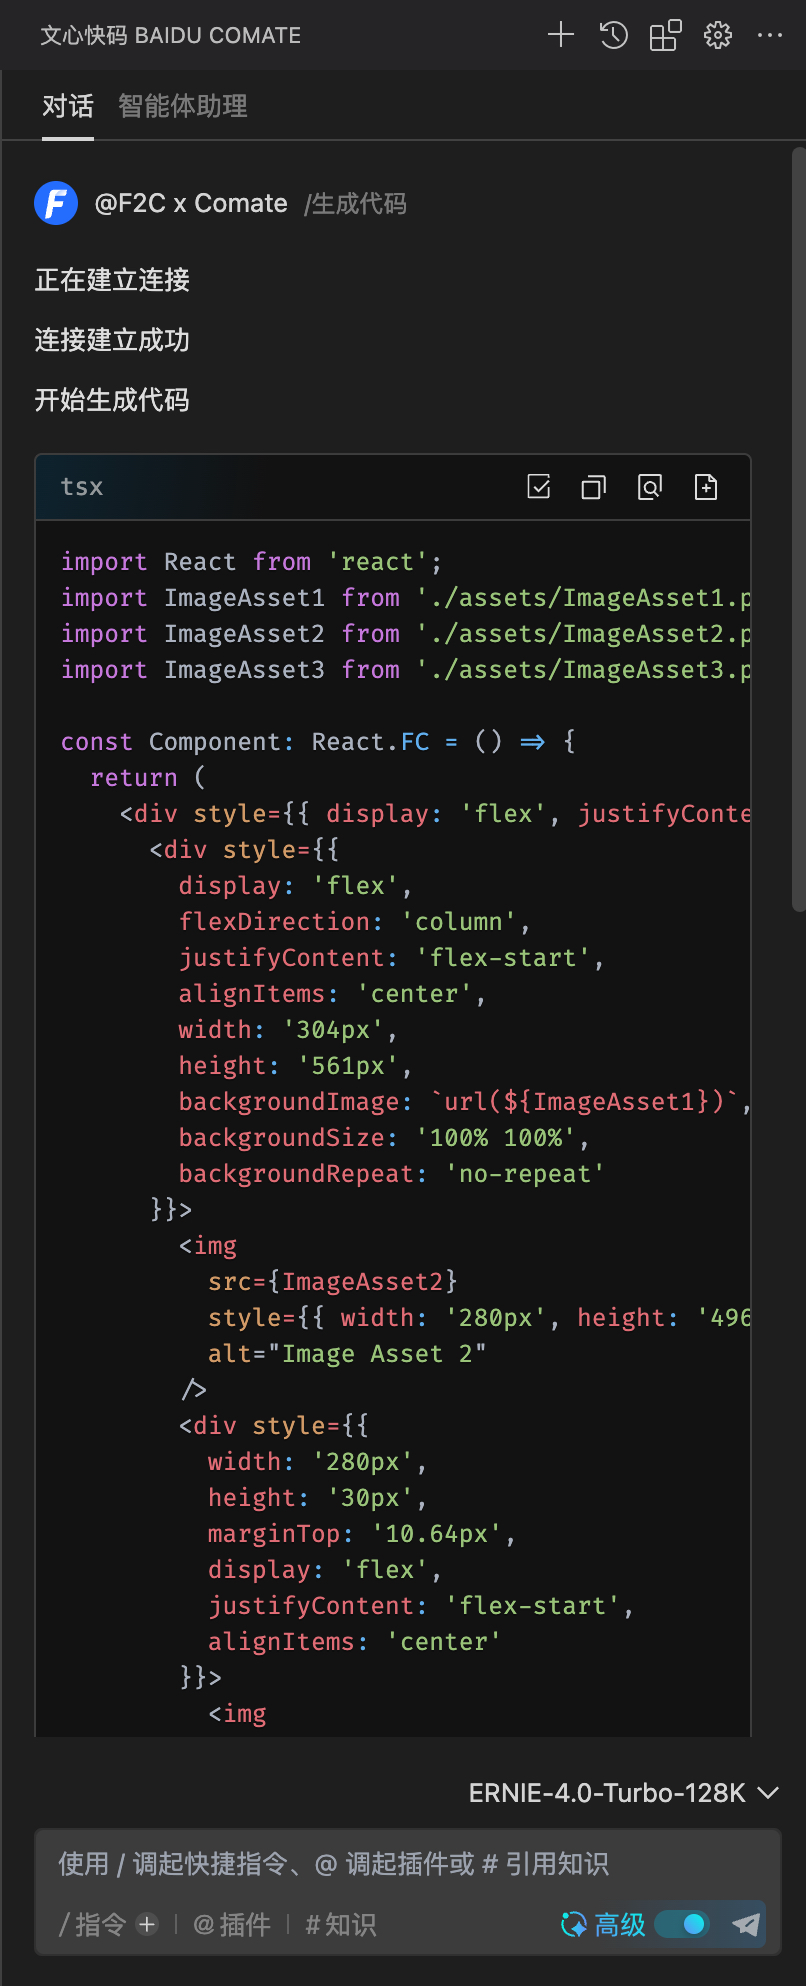 文心快码 BAIDU COMATE
对话 智能体助理
@F2C x Comate /生成代码
正在建立连接
连接建立成功
开始生成代码
tsx
import React from 'react';
import ImageAsset1 from './assets/ImageAsset1.p
import ImageAsset2 from './assets/ImageAsset2.p
import ImageAsset3 from './assets/ImageAsset3.p
const Component: React.FC = () => {
return (
<div style={{ display: 'flex', justifyConte
<div style={{
display: 'flex',
flexDirection: 'column',
justifyContent: 'flex-start',
alignItems: 'center',
width: '304px',
height: '561px',
backgroundImage: `url(${ImageAsset1})`,
backgroundSize: '100% 100%',
backgroundRepeat: 'no-repeat'
}}>
<img
src={ImageAsset2}
style={{ width: '280px', height: '496
alt="Image Asset 2"
/>
<div style={{
width: '280px',
height: '30px',
marginTop: '10.64px',
display: 'flex',
justifyContent: 'flex-start',
alignItems: 'center'
}}>
<img
ERNIE-4.0-Turbo-128K
使用 / 调起快捷指令、@ 调起插件或 # 引用知识
/ 指令 | @ 插件 | # 知识 高级